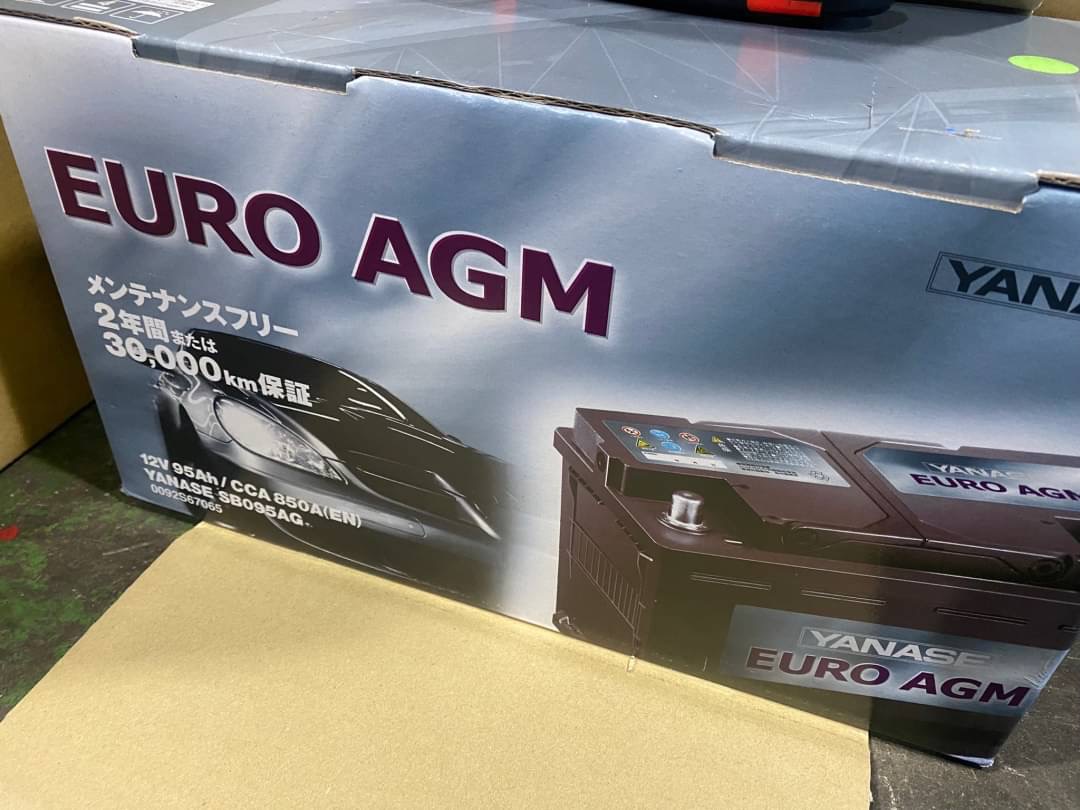 EURO AGM
YANA
メンテナンスフリー
2年間または
30,000km保証
12V 95Ah / CCA 850A(EN)
YANASE SB095AG
0092S67065
YANASE
EURO AGM
YANASE
EURO AGM